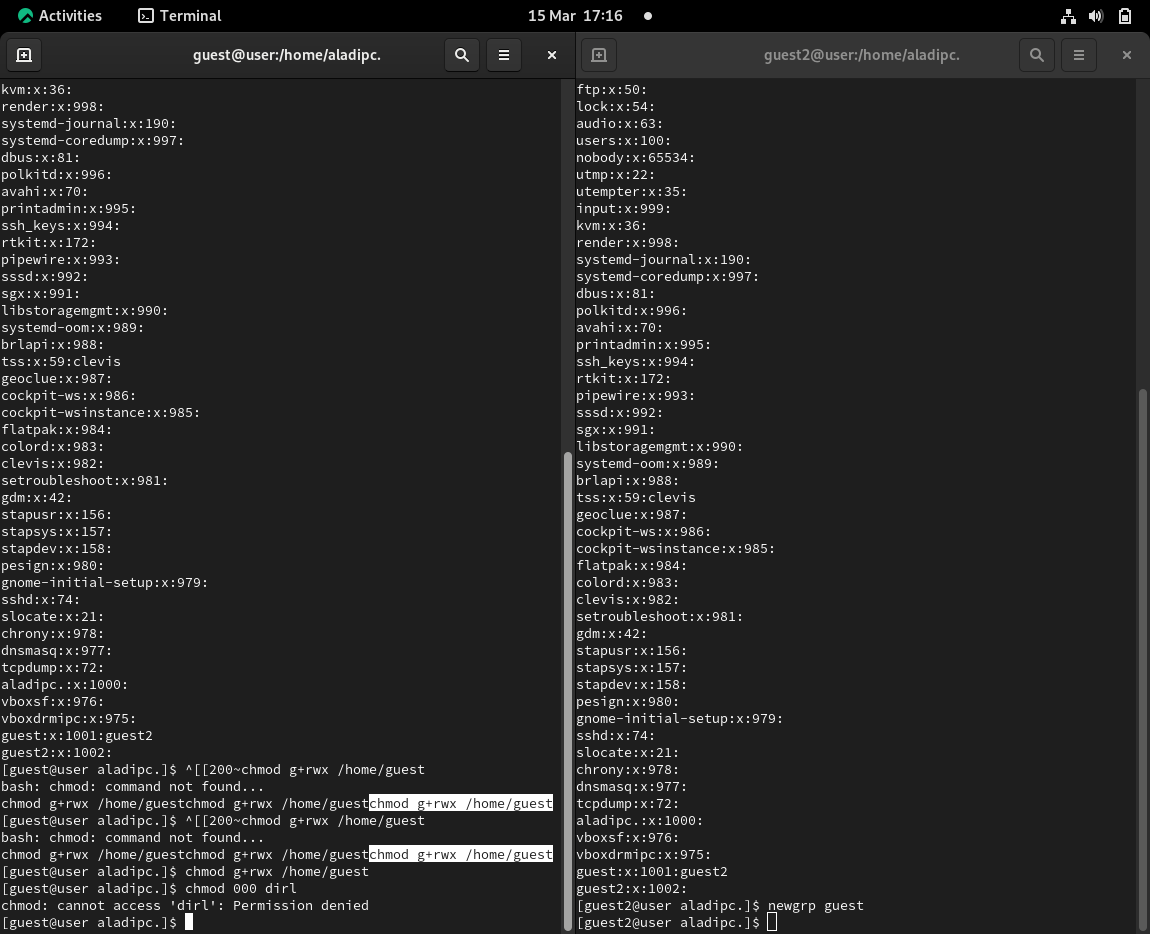 Activities
Terminal
15 Mar 17:16
guest@user:/home/aladipc.
kvm:x:36:
render:x:998:
systemd-journal:x:190:
systemd-coredump:x:997:
dbus:x:81:
polkitd:x:996:
avahi:x:70:
printadmin:x:995:
ssh_keys:x:994:
rtkit:x:172:
pipewire:x:993:
sssd:x:992:
sgx:x:991:
libstoragemgmt:x:990:
systemd-oom:x:989:
brlapi:x:988:
tss:x:59:clevis
geoclue:x:987:
cockpit-ws:x:986:
cockpit-wsinstance:x:985:
flatpak:x:984:
colord:x:983:
clevis:x:982:
setroubleshoot:x:981:
gdm:x:42:
stapusr:x:156:
stapsys:x:157:
stapdev:x:158:
pesign:x:980:
gnome-initial-setup:x:979:
sshd:x:74:
slocate:x:21:
chrony:x:978:
dnsmasq:x:977:
tcpdump:x:72:
aladipc.:x:1000:
vboxsf:x:976:
vboxdrmipc:x:975:
guest:x:1001:guest2
guest2:x:1002:
[guest@user aladipc.]$ ^[[200~chmod g+rwx /home/guest
bash: chmod: command not found...
chmod g+rwx /home/guestchmod g+rwx /home/guestchmod g+rwx /home/guest
[guest@user aladipc.]$ ^[[200~chmod g+rwx /home/guest
bash: chmod: command not found...
chmod g+rwx /home/guestchmod g+rwx /home/guestchmod g+rwx /home/guest
[guest@user aladipc.]$ chmod g+rwx /home/guest
[guest@user aladipc.]$ chmod 000 dirl
chmod: cannot access 'dirl': Permission denied
[guest@user aladipc.]$
guest2@user:/home/aladipc.
ftp:x:50:
lock:x:54:
audio:x:63:
users:x:100:
nobody:x:65534:
utmp:x:22:
utempter:x:35:
input:x:999:
kvm:x:36:
render:x:998:
systemd-journal:x:190:
systemd-coredump:x:997:
dbus:x:81:
polkitd:x:996:
avahi:x:70:
printadmin:x:995:
ssh_keys:x:994:
rtkit:x:172:
pipewire:x:993:
sssd:x:992:
sgx:x:991:
libstoragemgmt:x:990:
systemd-oom:x:989:
brlapi:x:988:
tss:x:59:clevis
geoclue:x:987:
cockpit-ws:x:986:
cockpit-wsinstance:x:985:
flatpak:x:984:
colord:x:983:
clevis:x:982:
setroubleshoot:x:981:
gdm:x:42:
stapusr:x:156:
stapsys:x:157:
stapdev:x:158:
pesign:x:980:
gnome-initial-setup:x:979:
sshd:x:74:
slocate:x:21:
chrony:x:978:
dnsmasq:x:977:
tcpdump:x:72:
aladipc.:x:1000:
vboxsf:x:976:
vboxdrmipc:x:975:
guest:x:1001:guest2
guest2:x:1002:
[guest2@user aladipc.]$ newgrp guest
[guest2@user aladipc.]$